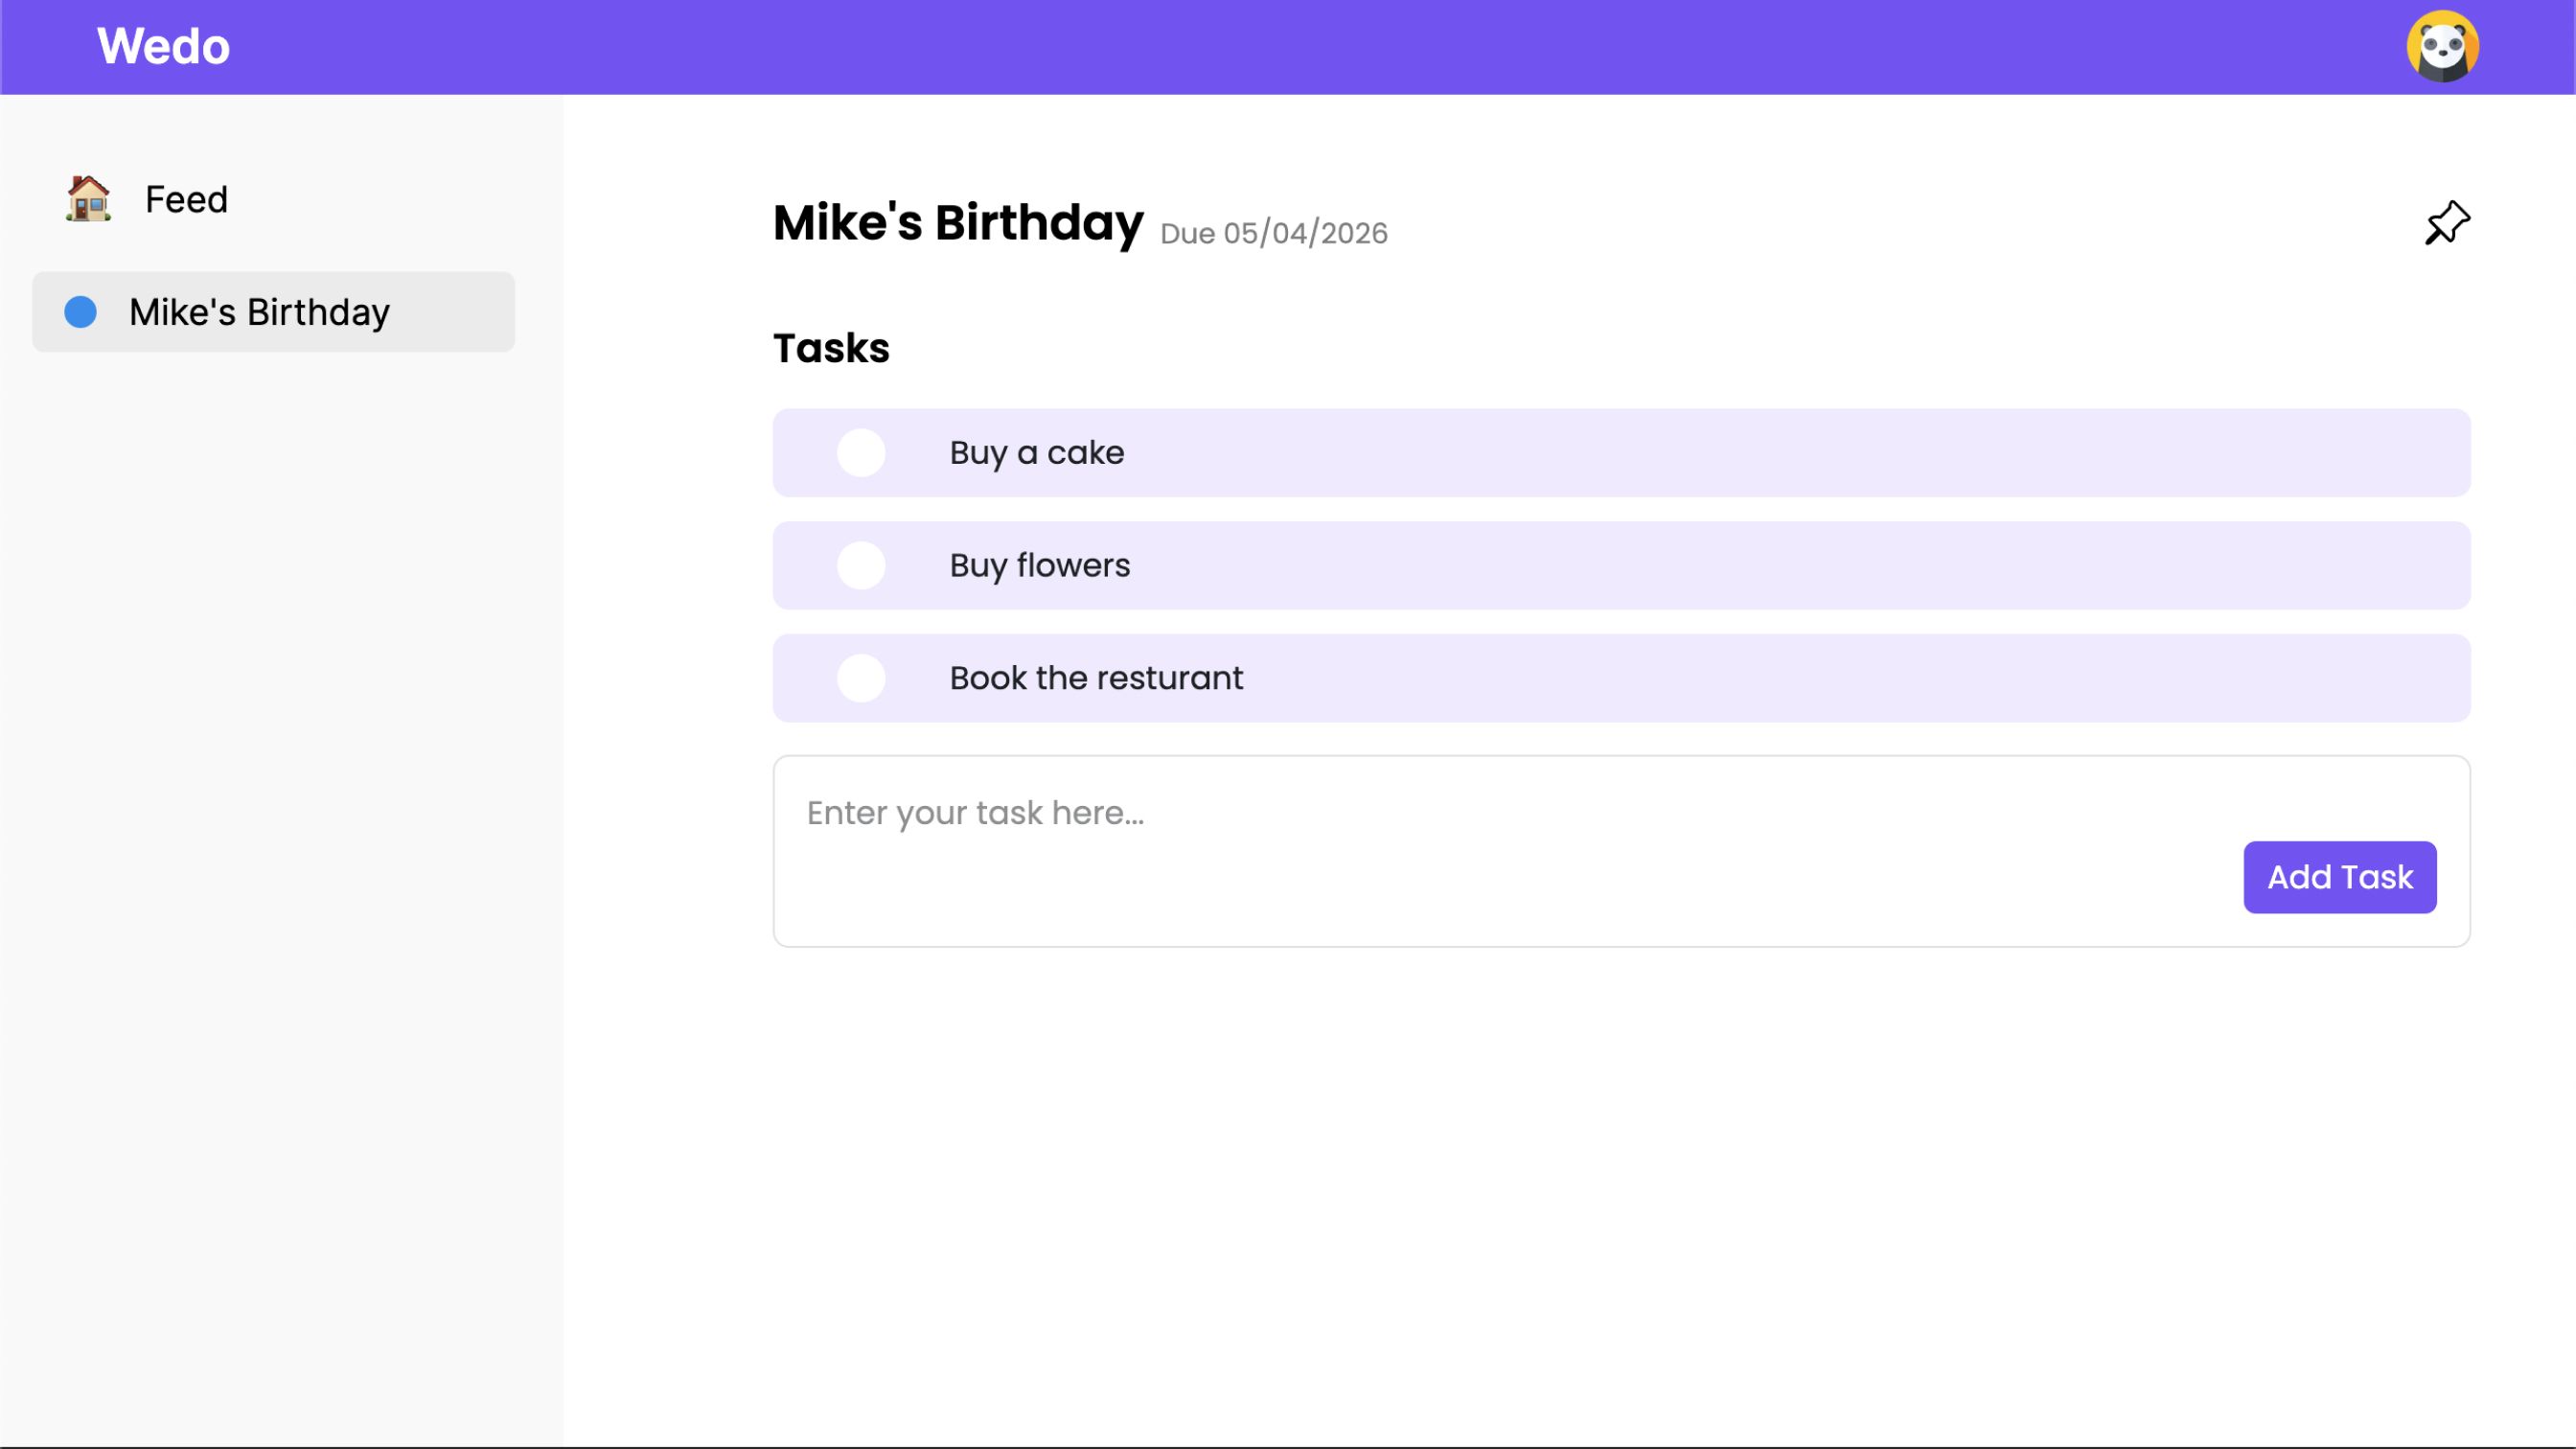 Wedo
Feed
Mike's Birthday
Mike's Birthday Due 05/04/2026
Tasks
Buy a cake
Buy flowers
Book the resturant
Enter your task here...
Add Task